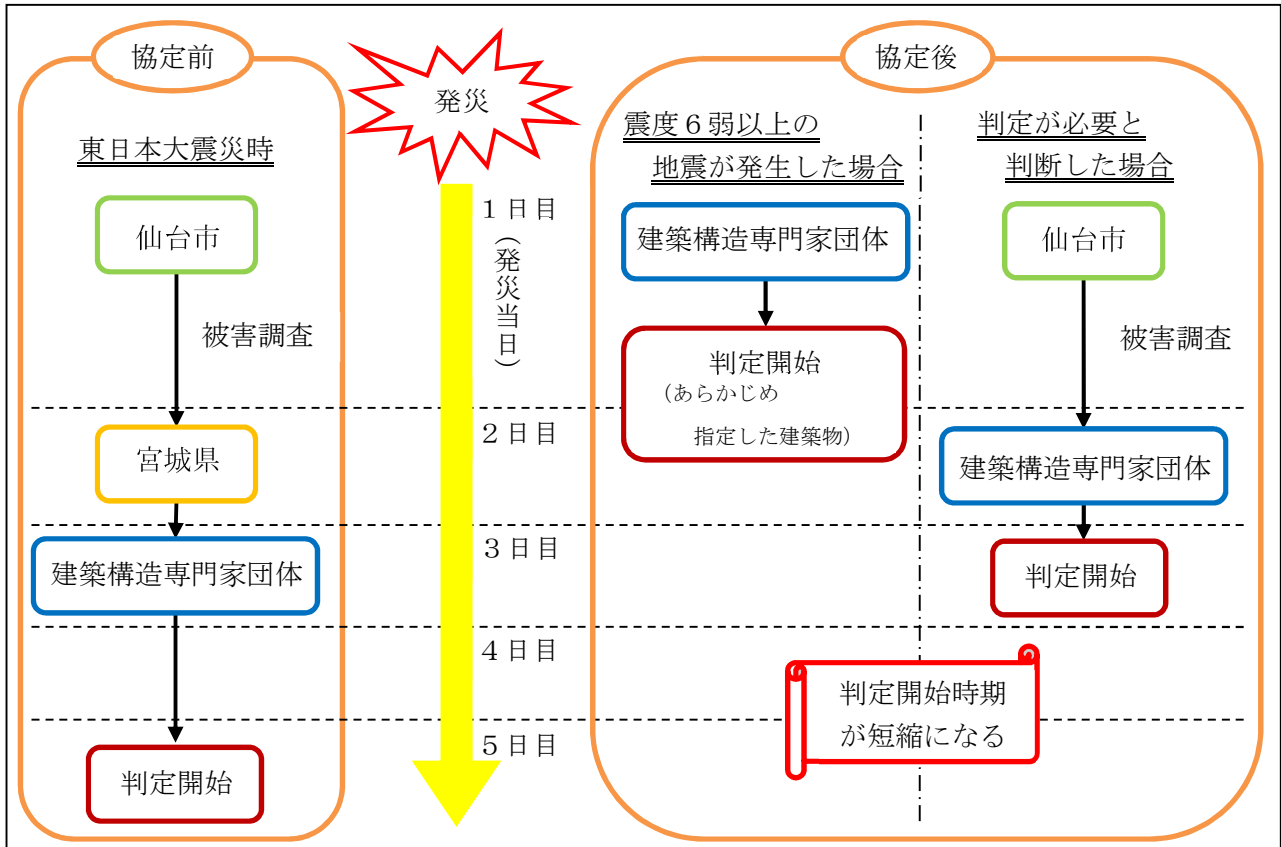 協定前
東日本大震災時
仙台市
被害調査
宮城県
建築構造専門家団体
判定開始
発災
１日目
（発災当日）
２日目
３日目
４日目
５日目
協定後
震度６弱以上の
地震が発生した場合
建築構造専門家団体
判定開始
（あらかじめ
指定した建築物）
判定が必要と
判断した場合
仙台市
被害調査
建築構造専門家団体
判定開始
判定開始時期
が短縮になる